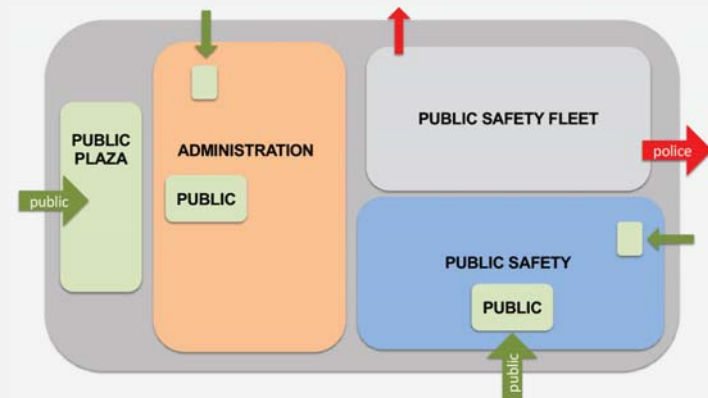 PUBLIC SAFETY FLEET
PUBLIC
PLAZA
ADMINISTRATION
police
PUBLIC
public
PUBLIC SAFETY
PUBLIC
public